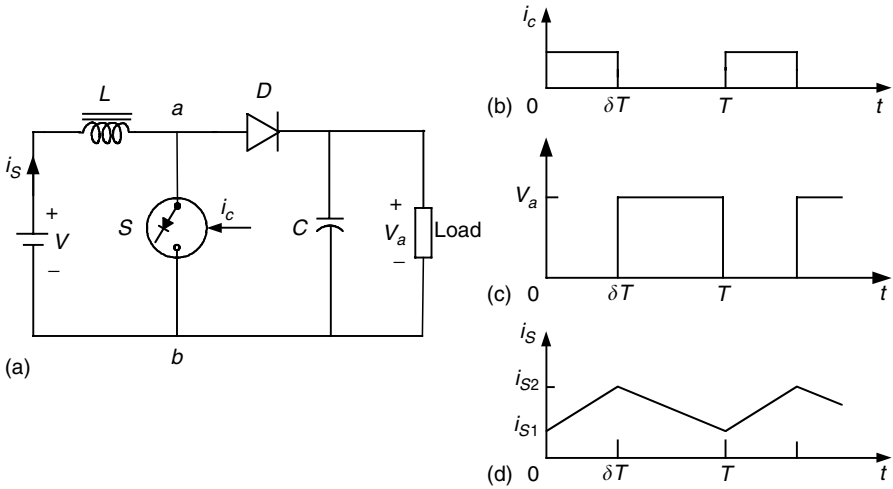 L
a
D
i_S
+
V
–
S
i_c
C
+
V_a
–
Load
b
(a)
i_c
(b)
0
δT
T
t
V_a
(c)
0
δT
T
t
i_S
i_S2
i_S1
(d)
0
δT
T
t